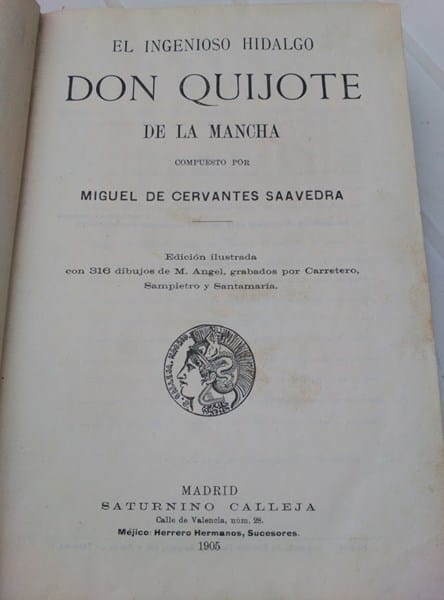 EL INGENIOSO HIDALGO
DON QUIJOTE
DE LA MANCHA
COMPUESTO POR
MIGUEL DE CERVANTES SAAVEDRA
Edición ilustrada
con 316 dibujos de M. Angel, grabados por Carretero,
Sampietro y Santamaría.
MADRID
SATURNINO CALLEJA
Calle de Valencia, núm. 28.
Méjico: Herrero Hermanos, Sucesores.
1905